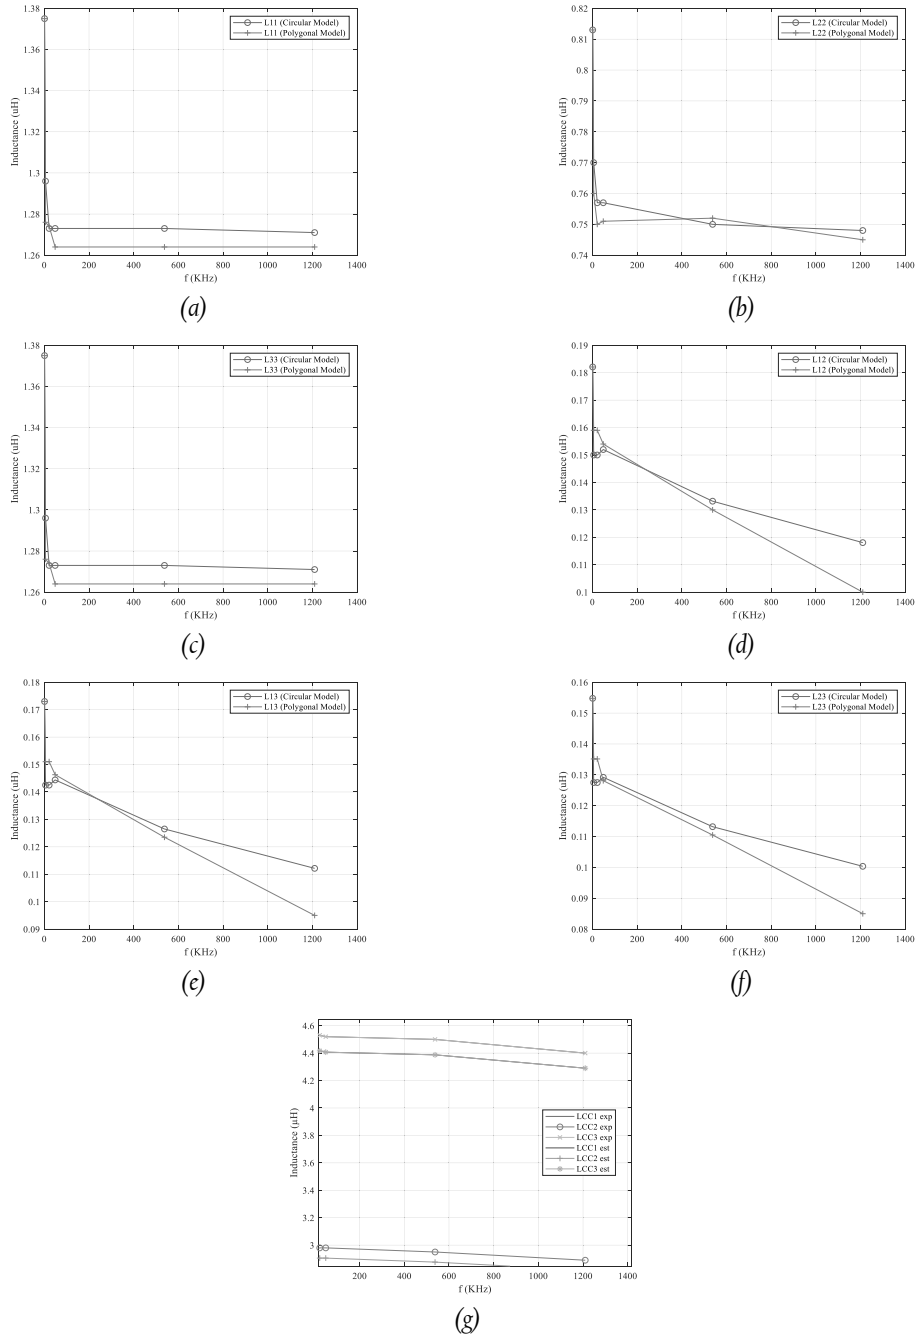 1.38
1.36
1.34
1.32
1.3
1.28
1.26
Inductance (uH)
L11 (Circular Model)
L11 (Polygonal Model)
0 200 400 600 800 1000 1200 1400
f (KHz)
(a)
0.82
0.81
0.8
0.79
0.78
0.77
0.76
0.75
0.74
Inductance (uH)
L22 (Circular Model)
L22 (Polygonal Model)
0 200 400 600 800 1000 1200 1400
f (KHz)
(b)
1.38
1.36
1.34
1.32
1.3
1.28
1.26
Inductance (uH)
L33 (Circular Model)
L33 (Polygonal Model)
0 200 400 600 800 1000 1200 1400
f (KHz)
(c)
0.19
0.18
0.17
0.16
0.15
0.14
0.13
0.12
0.11
0.1
Inductance (uH)
L12 (Circular Model)
L12 (Polygonal Model)
0 200 400 600 800 1000 1200 1400
f (KHz)
(d)
0.18
0.17
0.16
0.15
0.14
0.13
0.12
0.11
0.1
0.09
Inductance (uH)
L13 (Circular Model)
L13 (Polygonal Model)
0 200 400 600 800 1000 1200 1400
f (KHz)
(e)
0.16
0.15
0.14
0.13
0.12
0.11
0.1
0.09
0.08
Inductance (uH)
L23 (Circular Model)
L23 (Polygonal Model)
0 200 400 600 800 1000 1200 1400
f (KHz)
(f)
4.6
4.4
4.2
4
3.8
3.6
3.4
3.2
3
Inductance (μH)
LCC1 exp
LCC2 exp
LCC3 exp
LCC1 est
LCC2 est
LCC3 est
200 400 600 800 1000 1200 1400
f (KHz)
(g)